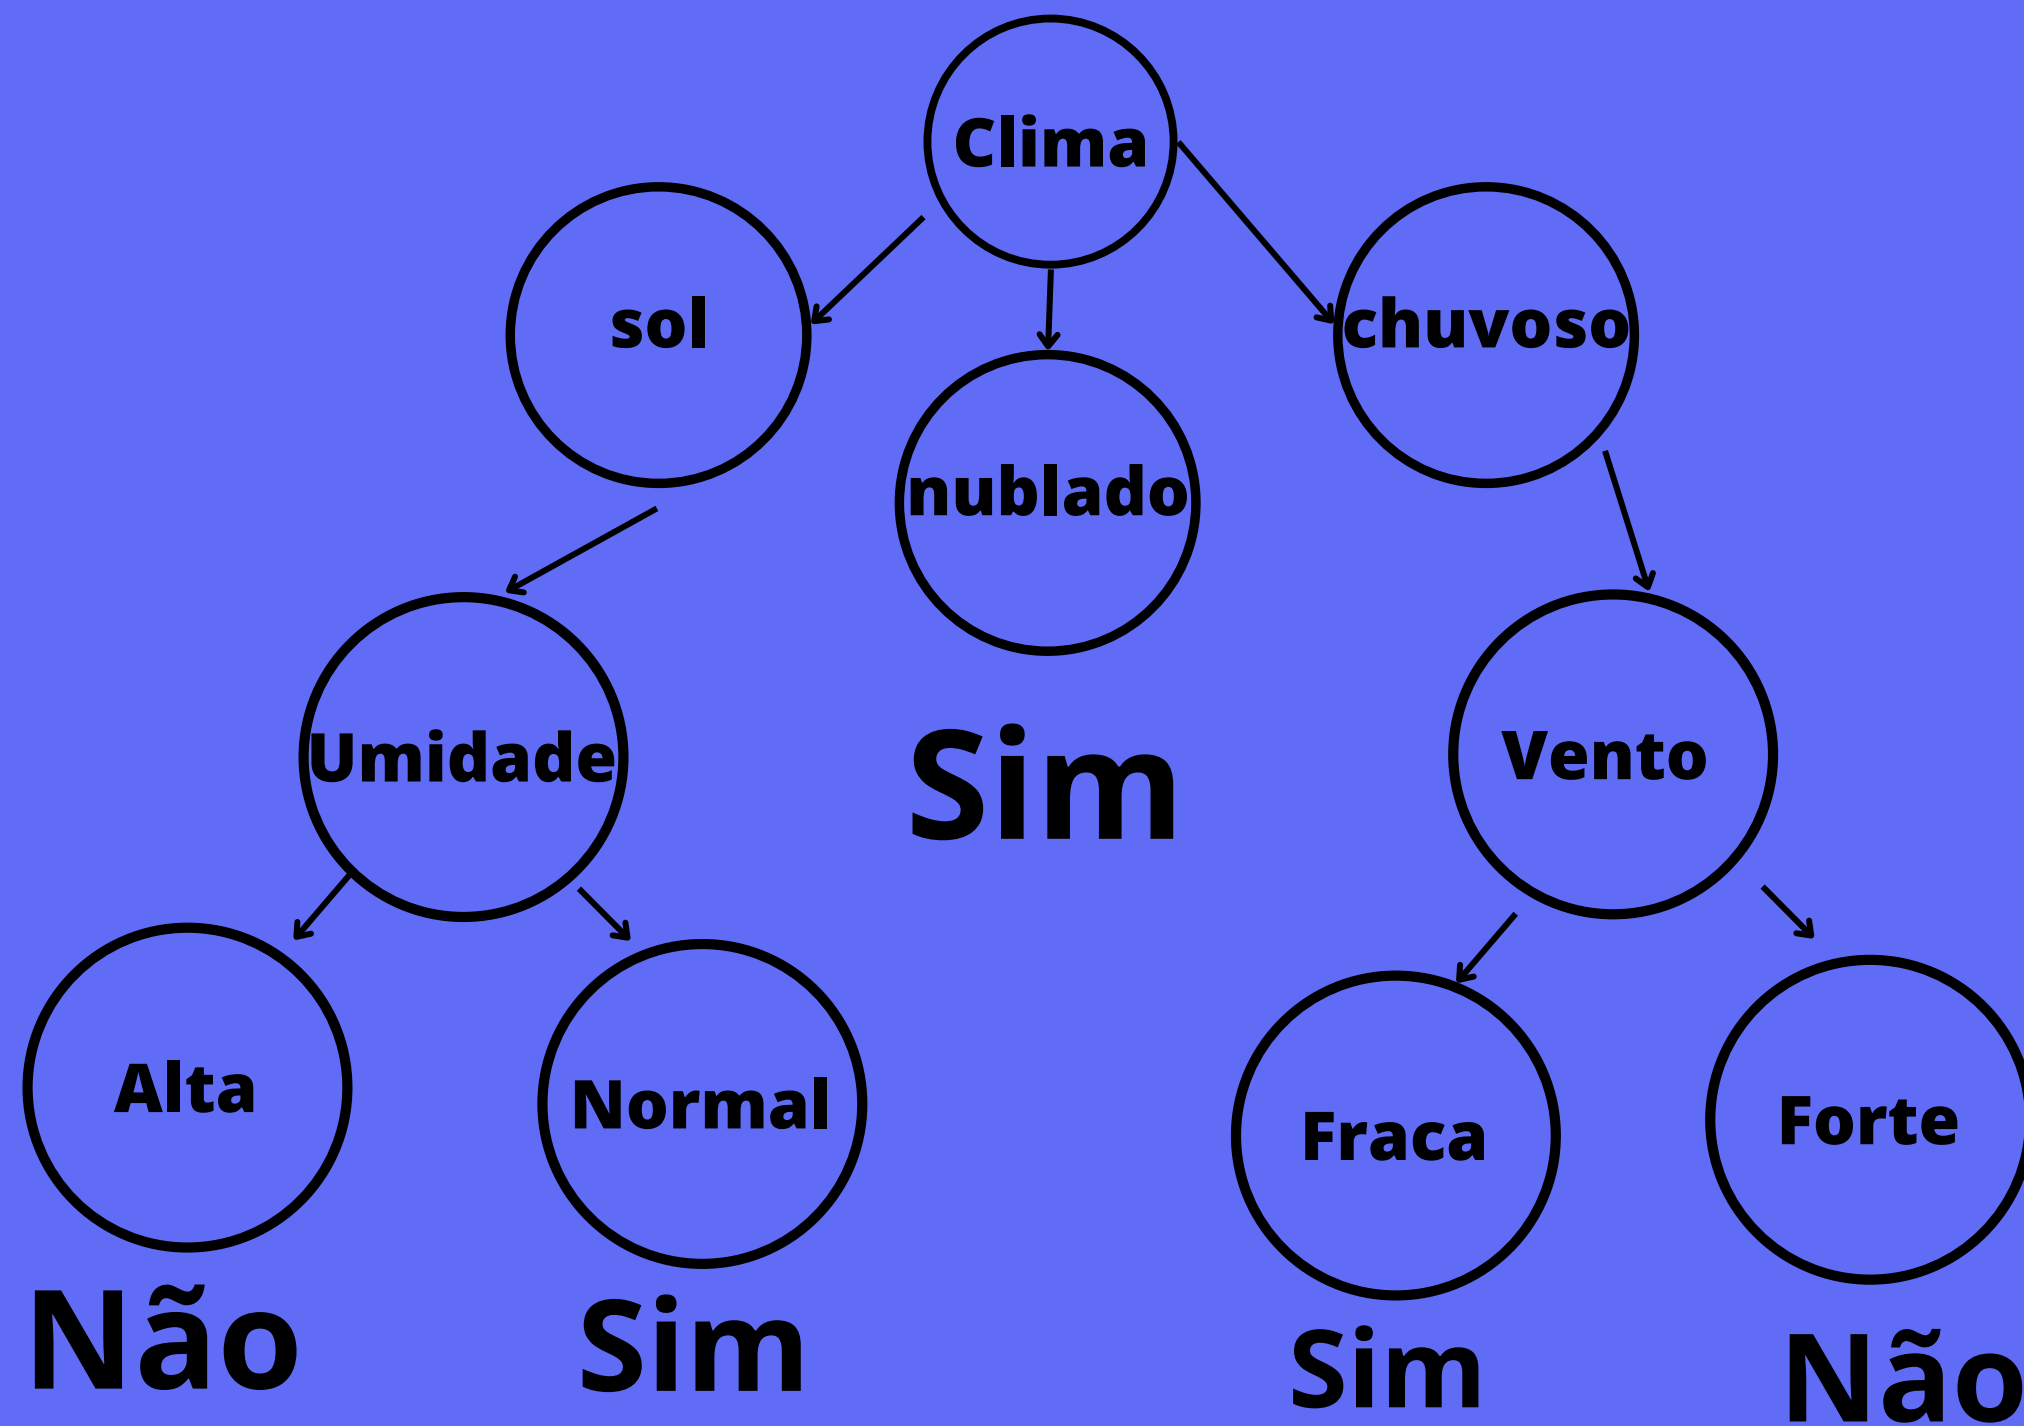 Clima
sol
chuvoso
nublado
Umidade
Sim
Vento
Alta
Normal
Fraca
Forte
Não
Sim
Sim
Não